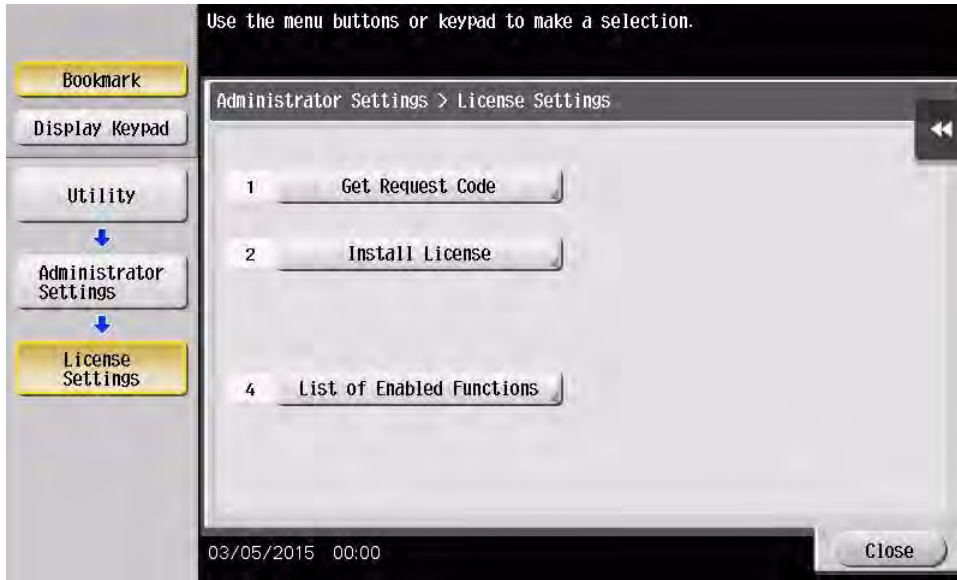 Use the menu buttons or keypad to make a selection.
Bookmark
Display Keypad
Utility
Administrator
Settings
License
Settings
Administrator Settings > License Settings
1 Get Request Code
2 Install License
4 List of Enabled Functions
03/05/2015 00:00
Close